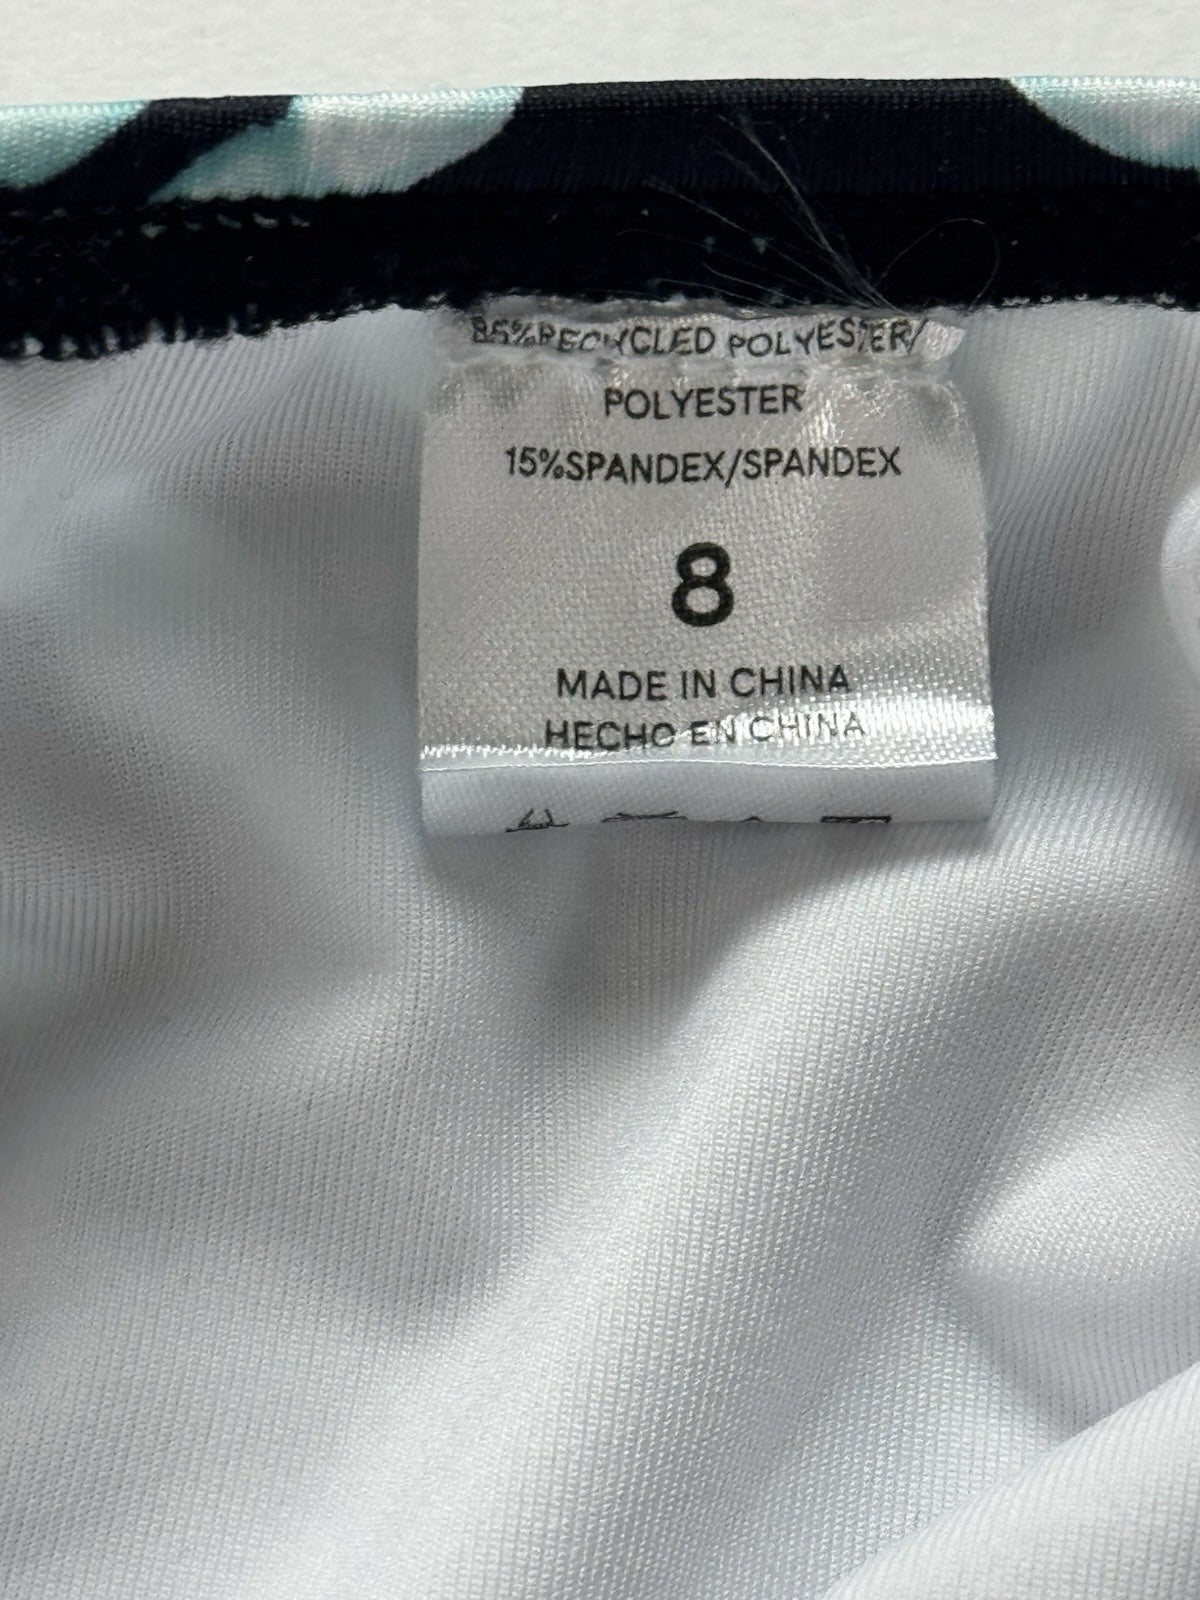 85%RECYCLED POLYESTER/
POLYESTER
15%SPANDEX/SPANDEX
8
MADE IN CHINA
HECHO EN CHINA